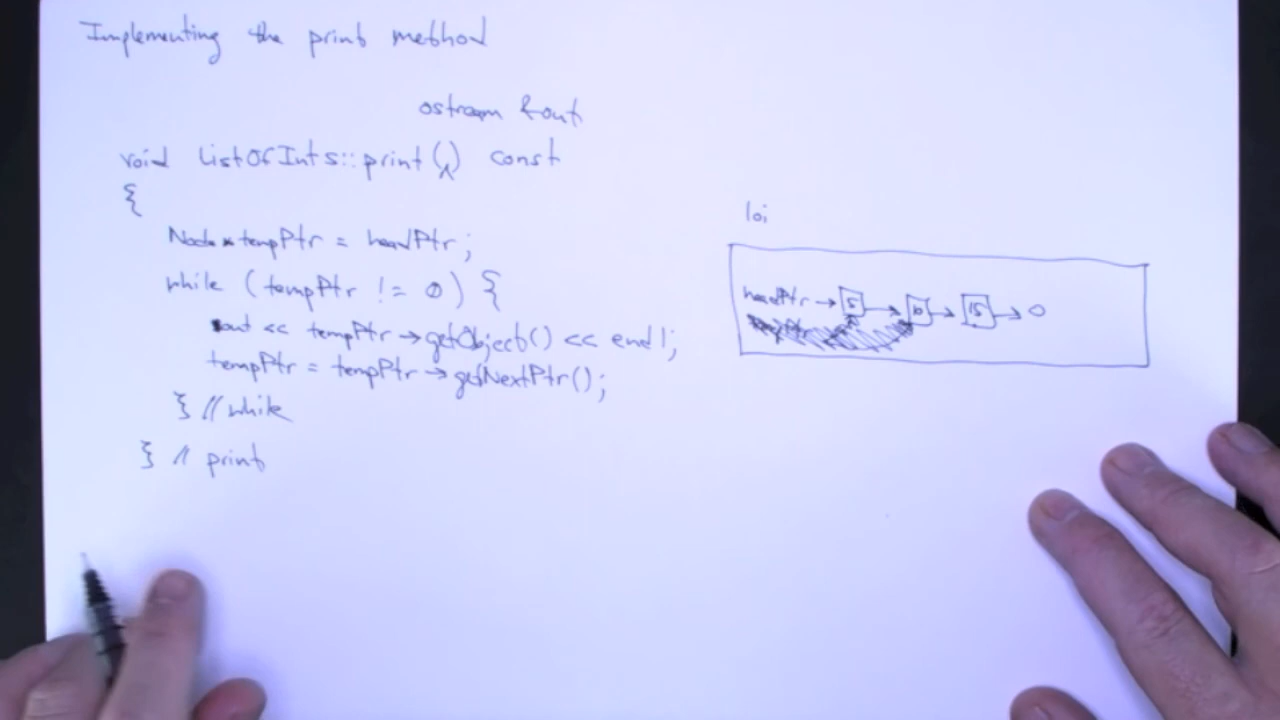 Implementing the print method
ostream &out
void ListOfInts::print(^) const
{
Node *tempPtr = headPtr;
while (tempPtr != 0) {
out << tempPtr→getObject() << endl;
tempPtr = tempPtr→getNextPtr();
} // while
} // print
loi
headPtr → 5 → 10 → 15 → 0